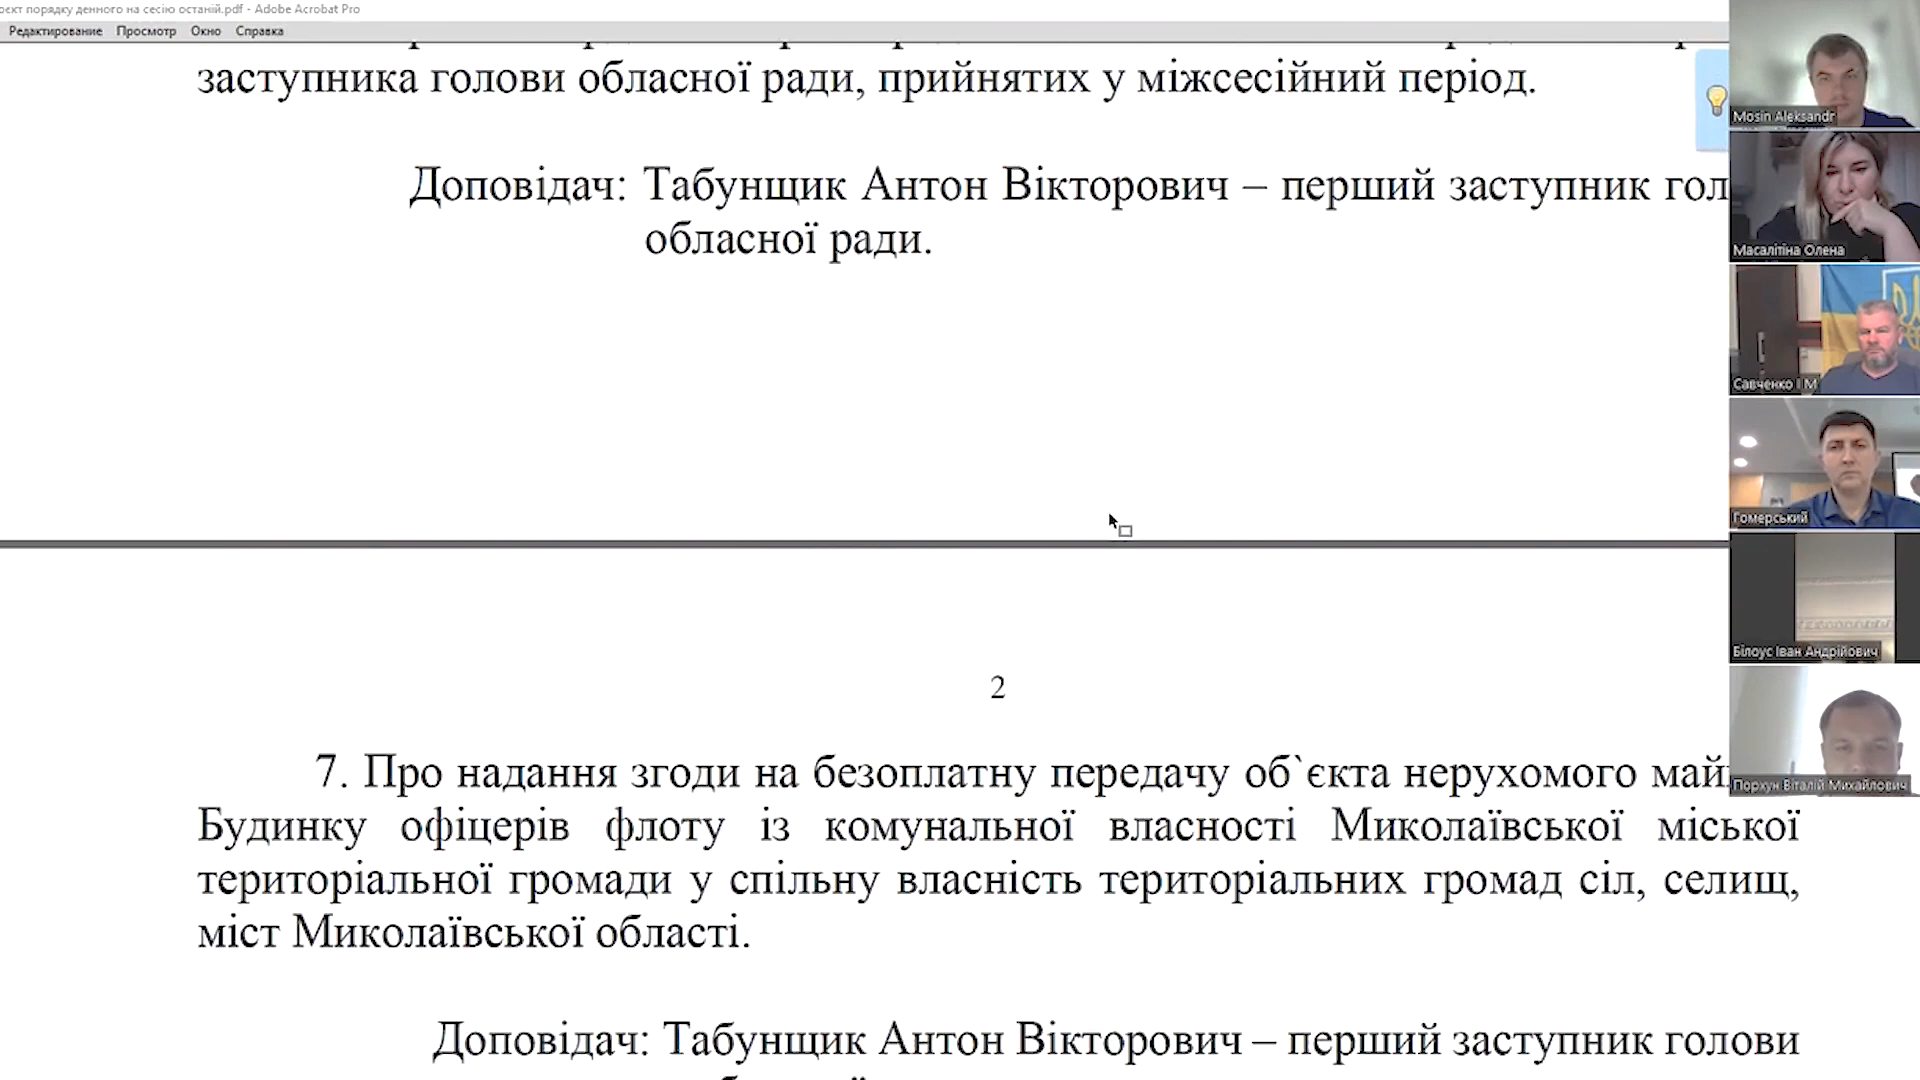 оєкт порядку денного на сесію останій.pdf - Adobe Acrobat Pro
Редактирование Просмотр Окно Справка
заступника голови обласної ради, прийнятих у міжсесійний період.
Доповідач: Табунщик Антон Вікторович – перший заступник гол
обласної ради.
2
7. Про надання згоди на безоплатну передачу об`єкта нерухомого май
Будинку офіцерів флоту із комунальної власності Миколаївської міської
територіальної громади у спільну власність територіальних громад сіл, селищ,
міст Миколаївської області.
Доповідач: Табунщик Антон Вікторович – перший заступник голови
Mosin Aleksandr
Масалітіна Олена
Савченко І М
Гомерський
Білоус Іван Андрійович
Порхун Віталій Михайлович